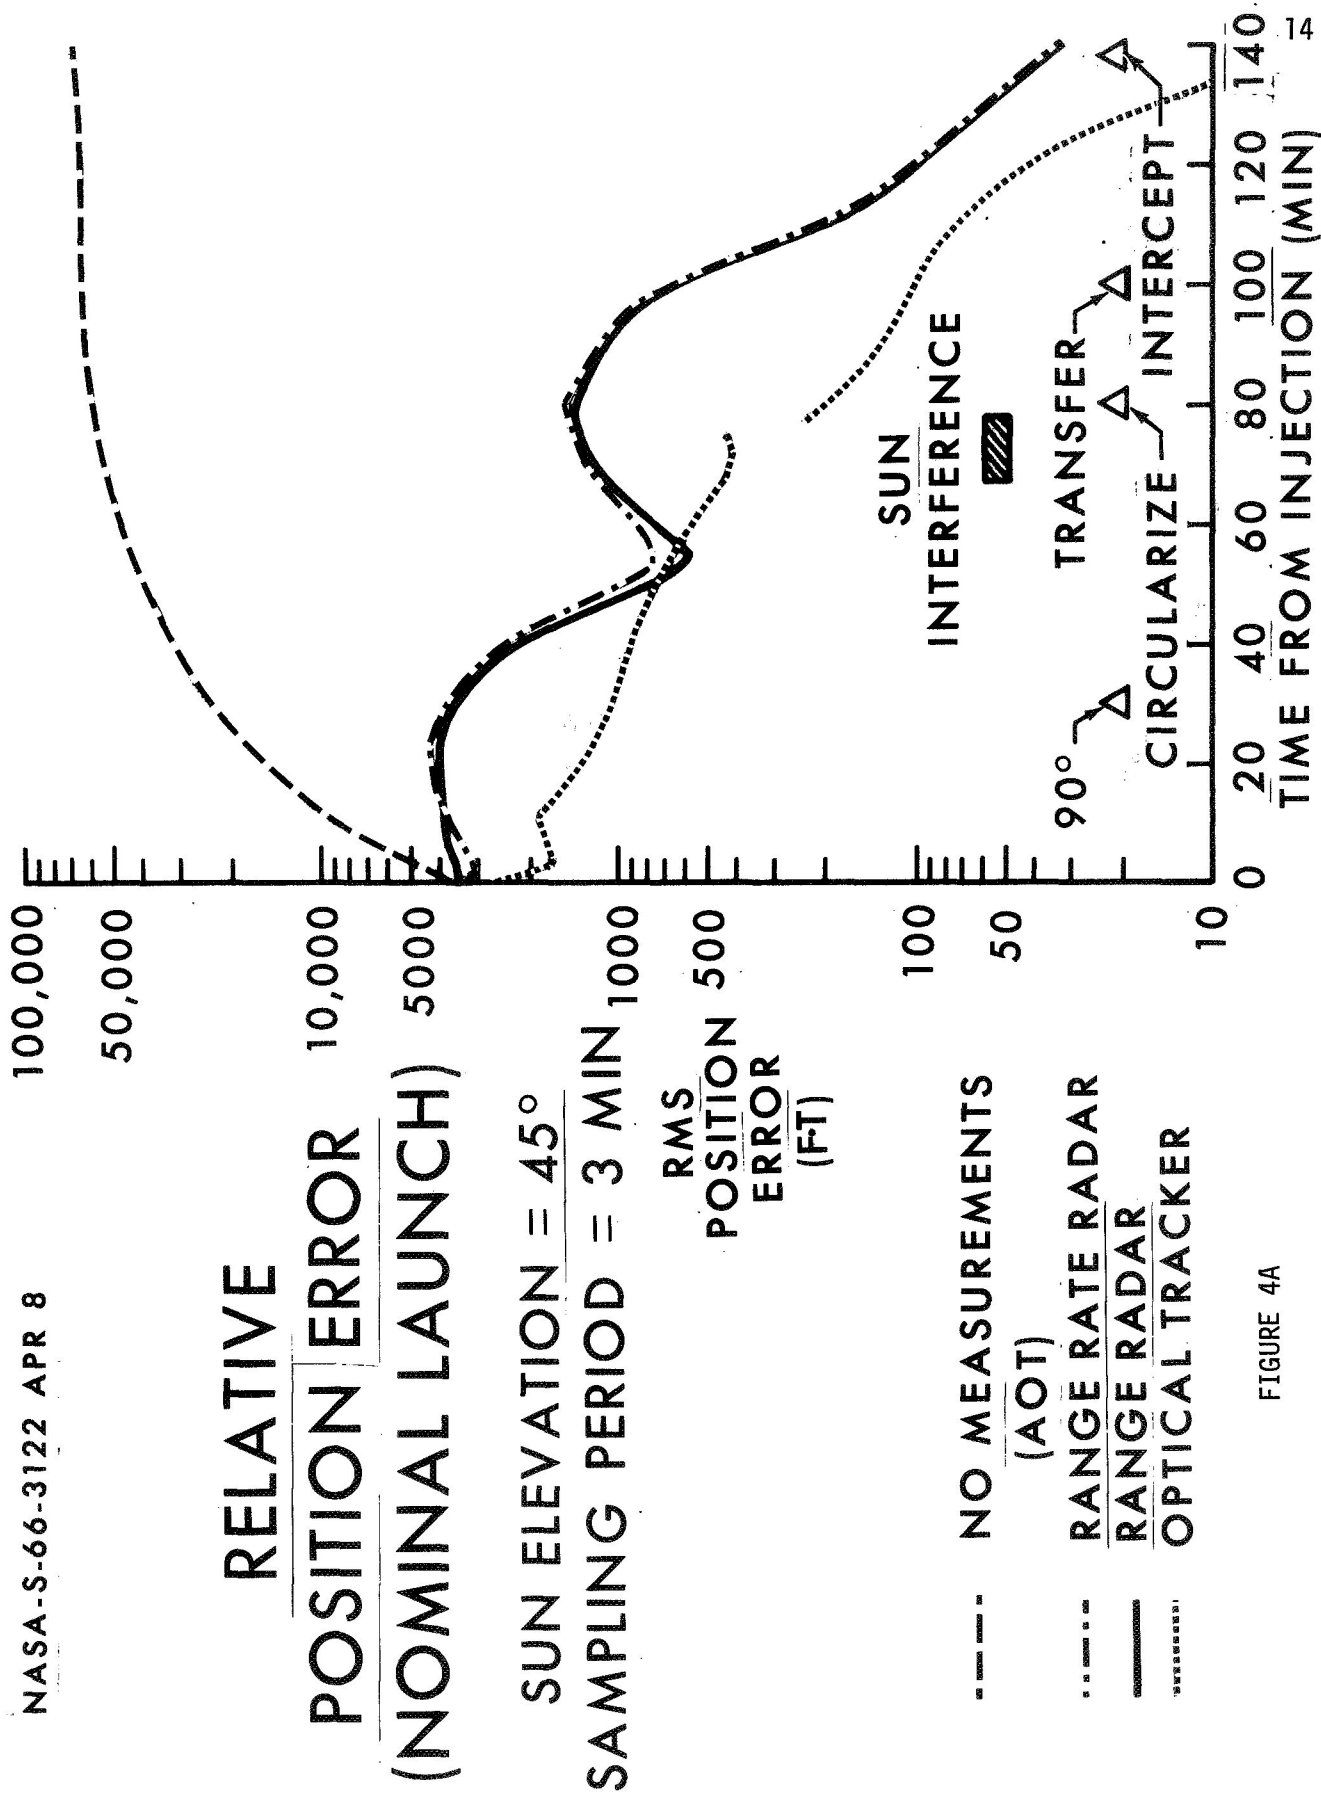 NASA-S-66-3122 APR 8
RELATIVE
POSITION ERROR
(NOMINAL LAUNCH)
SUN ELEVATION = 45°
SAMPLING PERIOD = 3 MIN
RMS
POSITION
ERROR
(FT)
100,000
50,000
10,000
5000
1000
500
100
50
10
NO MEASUREMENTS
(AOT)
RANGE RATE RADAR
RANGE RADAR
OPTICAL TRACKER
SUN
INTERFERENCE
90°
TRANSFER
CIRCULARIZE
INTERCEPT
0 20 40 60 80 100 120 140
TIME FROM INJECTION (MIN)
FIGURE 4A
14